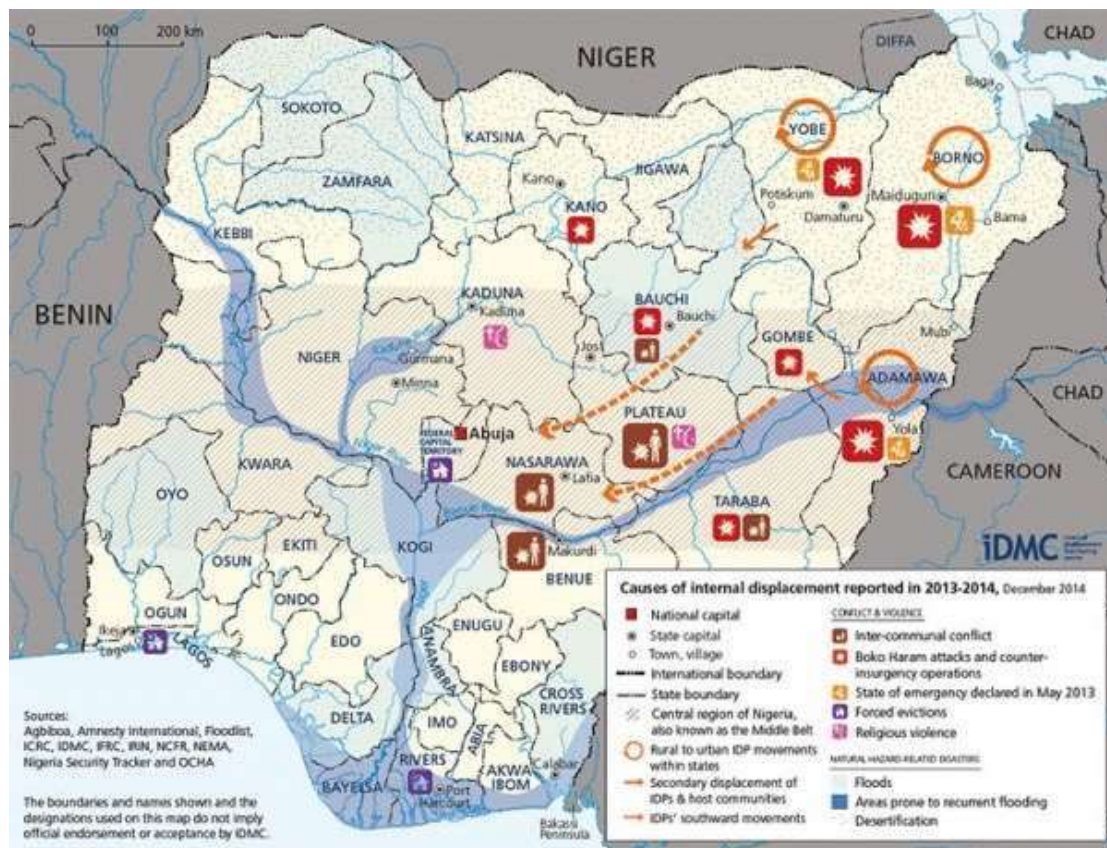 0 100 200 km
NIGER
DIFFA
CHAD
Baga
SOKOTO
KATSINA
YOBE
BORNO
ZAMFARA
Kano
JIGAWA
KANO
Potiskum
Damaturu
Maiduguri
Bama
KEBBI
KADUNA
Kaduna
BAUCHI
Bauchi
BENIN
NIGER
Kaduna River
Gurmana
Jos
GOMBE
Mubi
Minna
ADAMAWA
CHAD
FEDERAL
CAPITAL
TERRITORY
Abuja
PLATEAU
Yola
Niger River
KWARA
NASARAWA
Lafia
CAMEROON
OYO
Benue River
TARABA
KOGI
Makurdi
BENUE
EKITI
OSUN
ONDO
OGUN
Ikeja
Lagos
LAGOS
EDO
ENUGU
ANAMBRA
EBONY
CROSS
RIVERS
DELTA
IMO
ABIA
RIVERS
AKWA
IBOM
Calabar
BAYELSA
Port
Harcourt
Bakassi
Peninsula
iDMC
Causes of internal displacement reported in 2013-2014, December 2014
National capital
State capital
Town, village
International boundary
State boundary
Central region of Nigeria,
also known as the Middle Belt
Rural to urban IDP movements
within states
Secondary displacement of
IDPs & host communities
IDPs' southward movements
CONFLICT & VIOLENCE
Inter-communal conflict
Boko Haram attacks and counter-
insurgency operations
State of emergency declared in May 2013
Forced evictions
Religious violence
NATURAL HAZARD-RELATED DISASTERS
Floods
Areas prone to recurrent flooding
Desertification
Sources:
Agbiboa, Amnesty International, Floodlist,
ICRC, IDMC, IFRC, IRIN, NCFR, NEMA,
Nigeria Security Tracker and OCHA
The boundaries and names shown and the
designations used on this map do not imply
official endorsement or acceptance by IDMC.